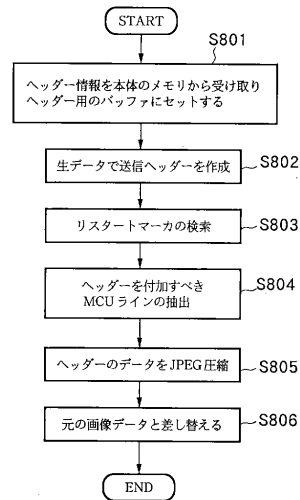 START
S801
ヘッダー情報を本体のメモリから受け取り
ヘッダー用のバッファにセットする
生データで送信ヘッダーを作成
S802
リスタートマーカの検索
S803
ヘッダーを付加すべき
MCUラインの抽出
S804
ヘッダーのデータをJPEG圧縮
S805
元の画像データと差し替える
S806
END